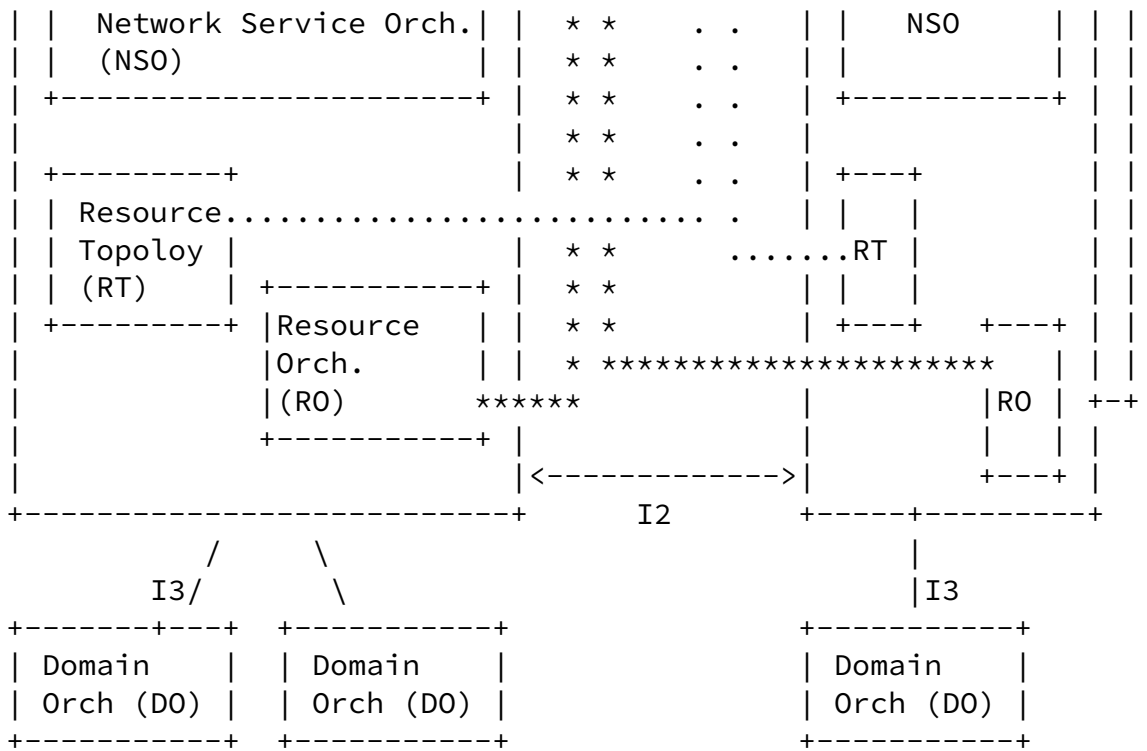 | |  Network Service Orch.| |  * *    . .   | |   NSO     | | |
| |  (NSO)                | |  * *    . .   | |           | | |
| +-----------------------+ |  * *    . .   | +-----------+ | |
|                           |  * *    . .   |               | |
| +---------+               |  * *    . .   | +---+         | |
| | Resource........................... .   | |   |         | |
| | Topoloy |               |  * *      .......RT |         | |
| | (RT)    | +-----------+ |  * *          | |   |         | |
| +---------+ |Resource   | |  * *          | +---+   +---+ | |
|             |Orch.      | |  * **********************   | | |
|             |(RO)       ******            |         |RO | +-+
|             +-----------+ |               |         |   | |
|                           |<------------->|         +---+ |
+---------------------------+      I2       +-----+---------+
           /     \                                |
        I3/       \                               |I3
+-------+---+  +-----------+                +-----------+
| Domain    |  | Domain    |                | Domain    |
| Orch (DO) |  | Orch (DO) |                | Orch (DO) |
+-----------+  +-----------+                +-----------+